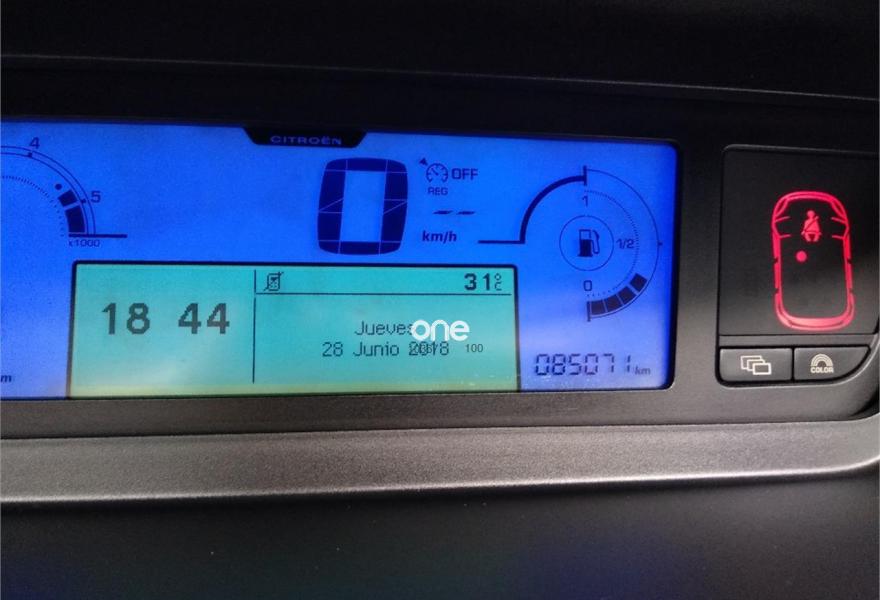 CITROËN
4
5
x1000
OFF
REG
0
--
km/h
1
1/2
0
31°C
18 44
Jueves
one
28 Junio 2018
100
085071 km
COLOR
m